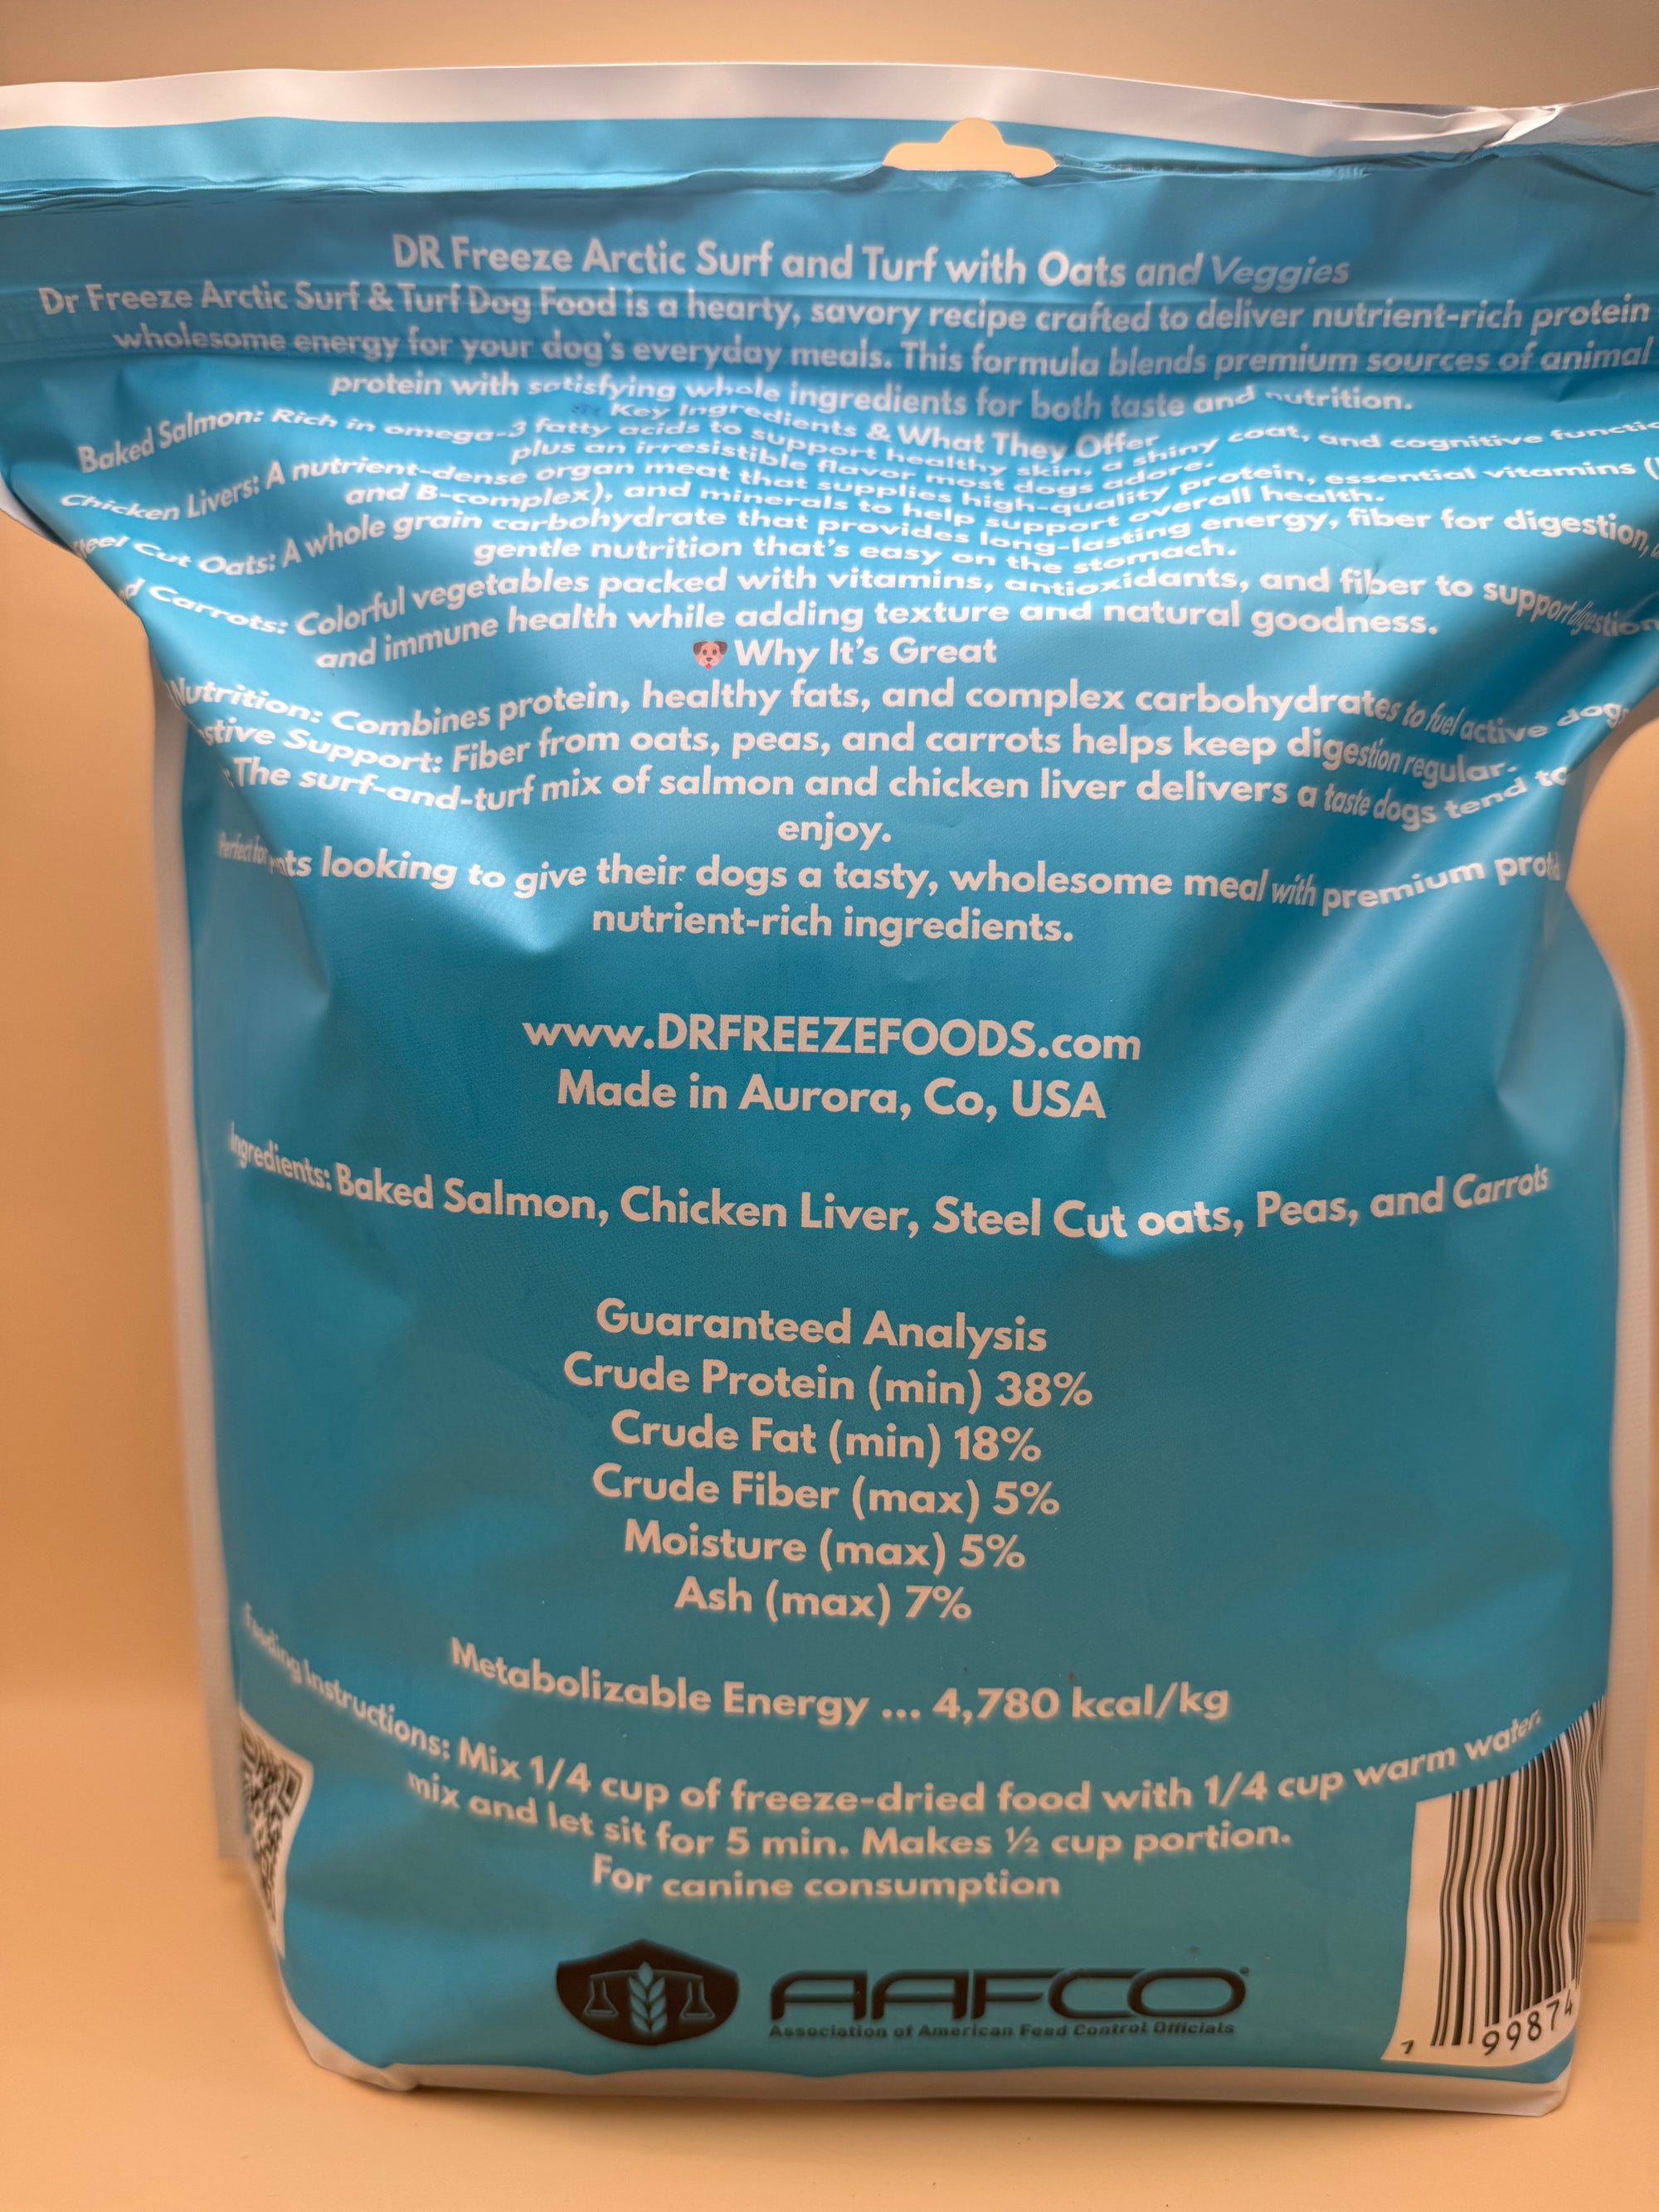 DR Freeze Arctic Surf and Turf with Oats and Veggies
Dr Freeze Arctic Surf & Turf Dog Food is a hearty, savory recipe crafted to deliver nutrient-rich protein
wholesome energy for your dog's everyday meals. This formula blends premium sources of animal
protein with satisfying whole ingredients for both taste and nutrition.
Key Ingredients & What They Offer
Baked Salmon: Rich in omega-3 fatty acids to support healthy skin, a shiny coat, and cognitive
plus an irresistible flavor most dogs adore.
Chicken Livers: A nutrient-dense organ meat that supplies high-quality protein, essential vitamins
and B-complex), and minerals to help support overall health.
Cut Oats: A whole grain carbohydrate that provides long-lasting energy, fiber for digestion,
gentle nutrition that's easy on the stomach.
Carrots: Colorful vegetables packed with vitamins, antioxidants, and fiber to support digestion
and immune health while adding texture and natural goodness.
🐶 Why It's Great
Nutrition: Combines protein, healthy fats, and complex carbohydrates to fuel active dogs
Support: Fiber from oats, peas, and carrots helps keep digestion regular.
The surf-and-turf mix of salmon and chicken liver delivers a taste dogs tend to
enjoy.
Perfect for looking to give their dogs a tasty, wholesome meal with premium
nutrient-rich ingredients.
www.DRFREEZEFOODS.com
Made in Aurora, Co, USA
Ingredients: Baked Salmon, Chicken Liver, Steel Cut oats, Peas, and Carrots
Guaranteed Analysis
Crude Protein (min) 38%
Crude Fat (min) 18%
Crude Fiber (max) 5%
Moisture (max) 5%
Ash (max) 7%
Metabolizable Energy ... 4,780 kcal/kg
Feeding Instructions: Mix 1/4 cup of freeze-dried food with 1/4 cup warm water.
mix and let sit for 5 min. Makes ½ cup portion.
For canine consumption
AAFCO
Association of American Feed Control Officials
7 99874